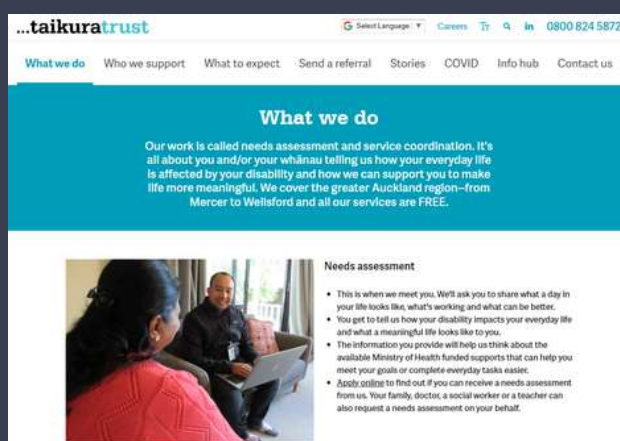 ...taikuratrust
G Select Language ▼ Careers Tт in 0800 824 5872
What we do Who we support What to expect Send a referral Stories COVID Info hub Contact us
What we do
Our work is called needs assessment and service coordination. It's
all about you and/or your whānau telling us how your everyday life
is affected by your disability and how we can support you to make
life more meaningful. We cover the greater Auckland region–from
Mercer to Wellsford and all our services are FREE.
Needs assessment
• This is when we meet you. We'll ask you to share what a day in
your life looks like, what's working and what can be better.
• You get to tell us how your disability impacts your everyday life
and what a meaningful life looks like to you.
• The information you provide will help us think about the
available Ministry of Health funded supports that can help you
meet your goals or complete everyday tasks easier.
• Apply online to find out if you can receive a needs assessment
from us. Your family, doctor, a social worker or a teacher can
also request a needs assessment on your behalf.